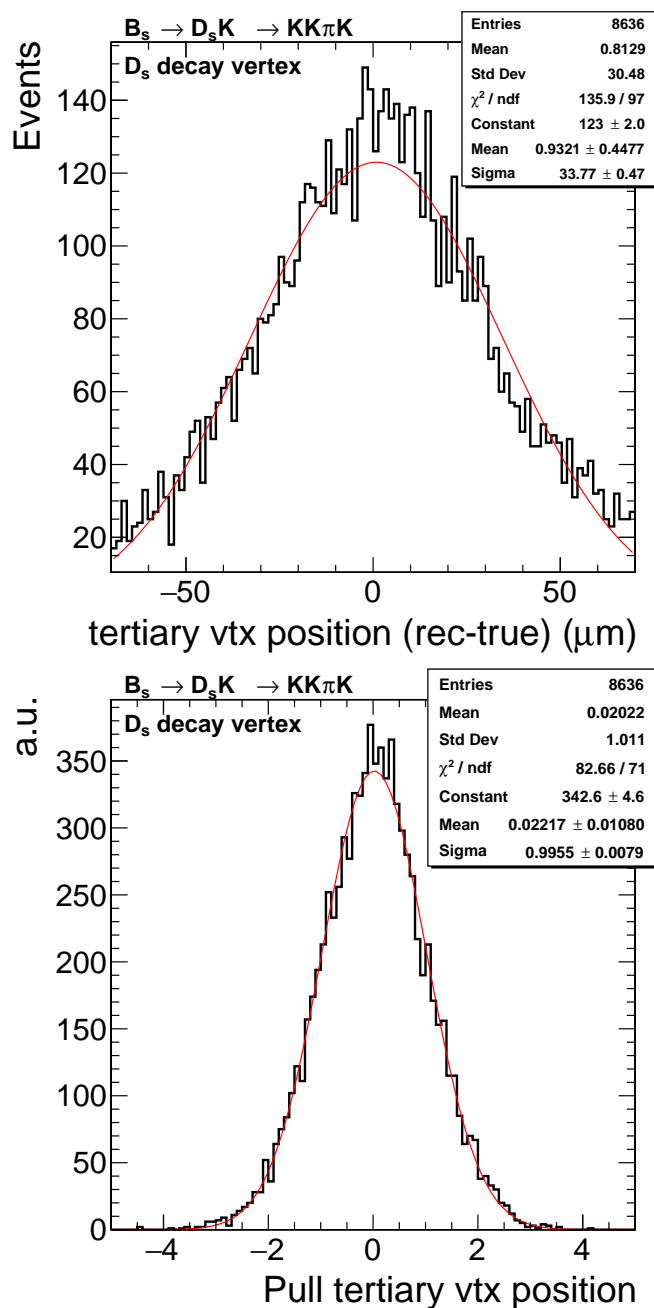 B_s → D_s K → KKπK
D_s decay vertex
Entries 8636
Mean 0.8129
Std Dev 30.48
χ² / ndf 135.9 / 97
Constant 123 ± 2.0
Mean 0.9321 ± 0.4477
Sigma 33.77 ± 0.47
Events
140
120
100
80
60
40
20
−50 0 50
tertiary vtx position (rec-true) (μm)
B_s → D_s K → KKπK
D_s decay vertex
Entries 8636
Mean 0.02022
Std Dev 1.011
χ² / ndf 82.66 / 71
Constant 342.6 ± 4.6
Mean 0.02217 ± 0.01080
Sigma 0.9955 ± 0.0079
a.u.
350
300
250
200
150
100
50
0
−4 −2 0 2 4
Pull tertiary vtx position